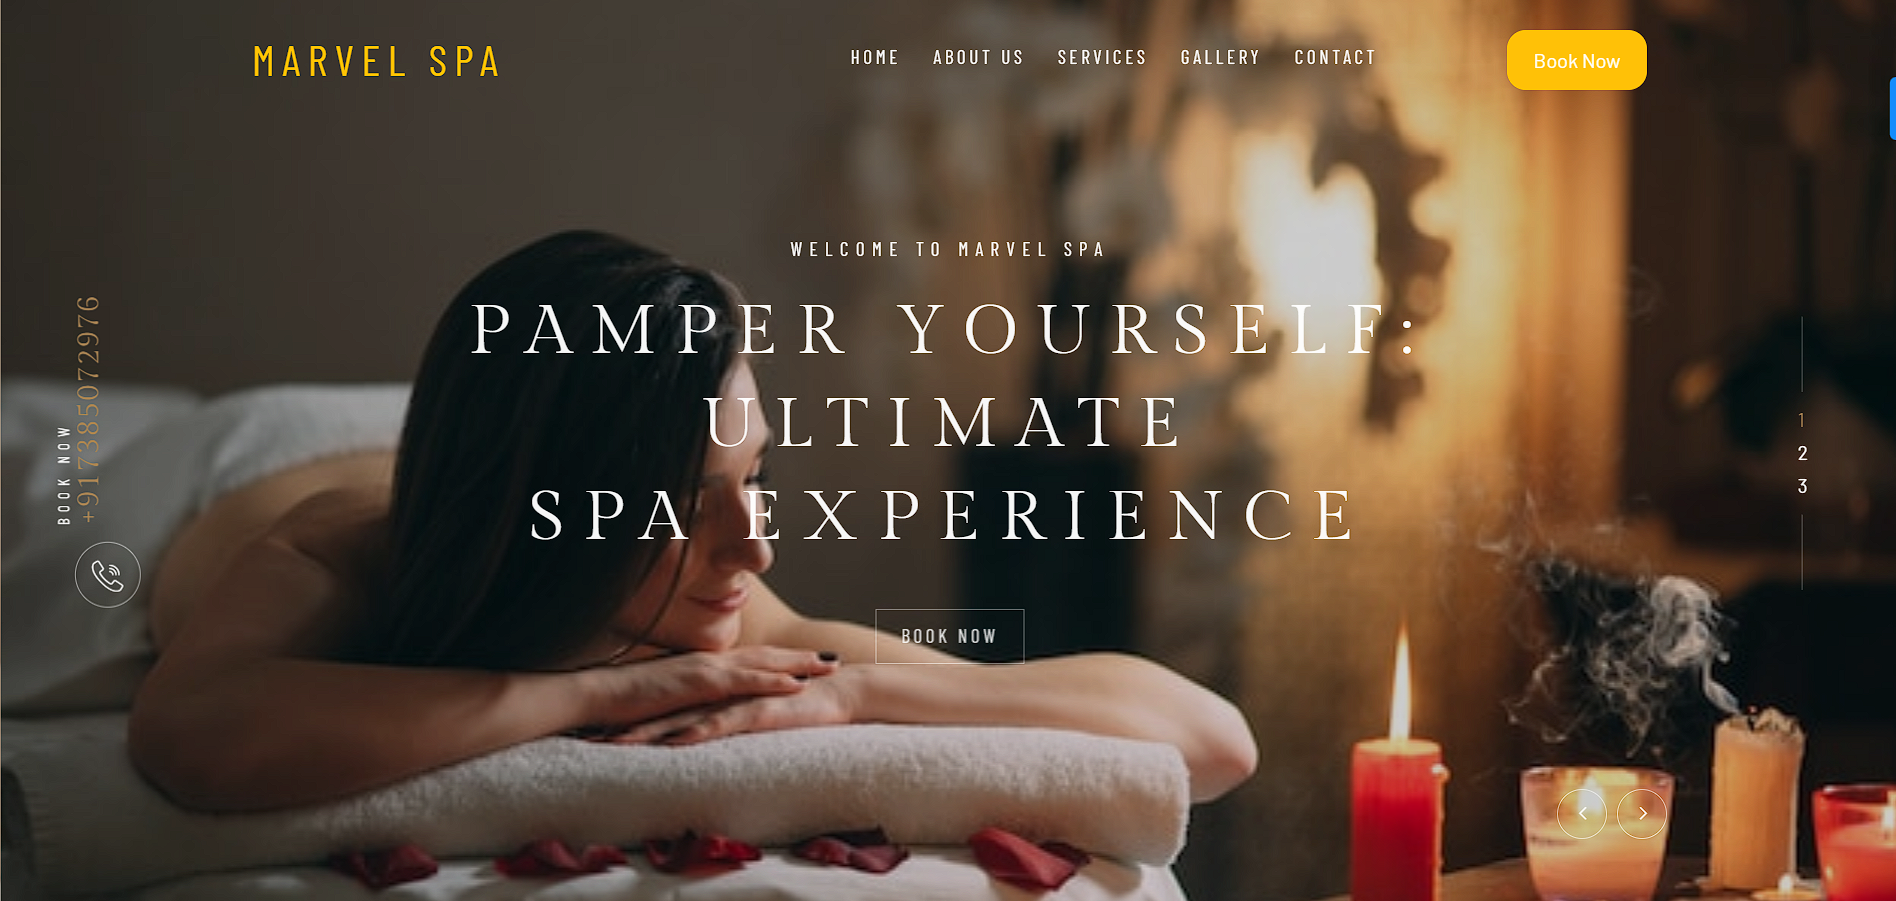 MARVEL SPA
HOME
ABOUT US
SERVICES
GALLERY
CONTACT
Book Now
WELCOME TO MARVEL SPA
PAMPER YOURSELF:
ULTIMATE
SPA EXPERIENCE
BOOK NOW
BOOK NOW
+917385072976
1
2
3